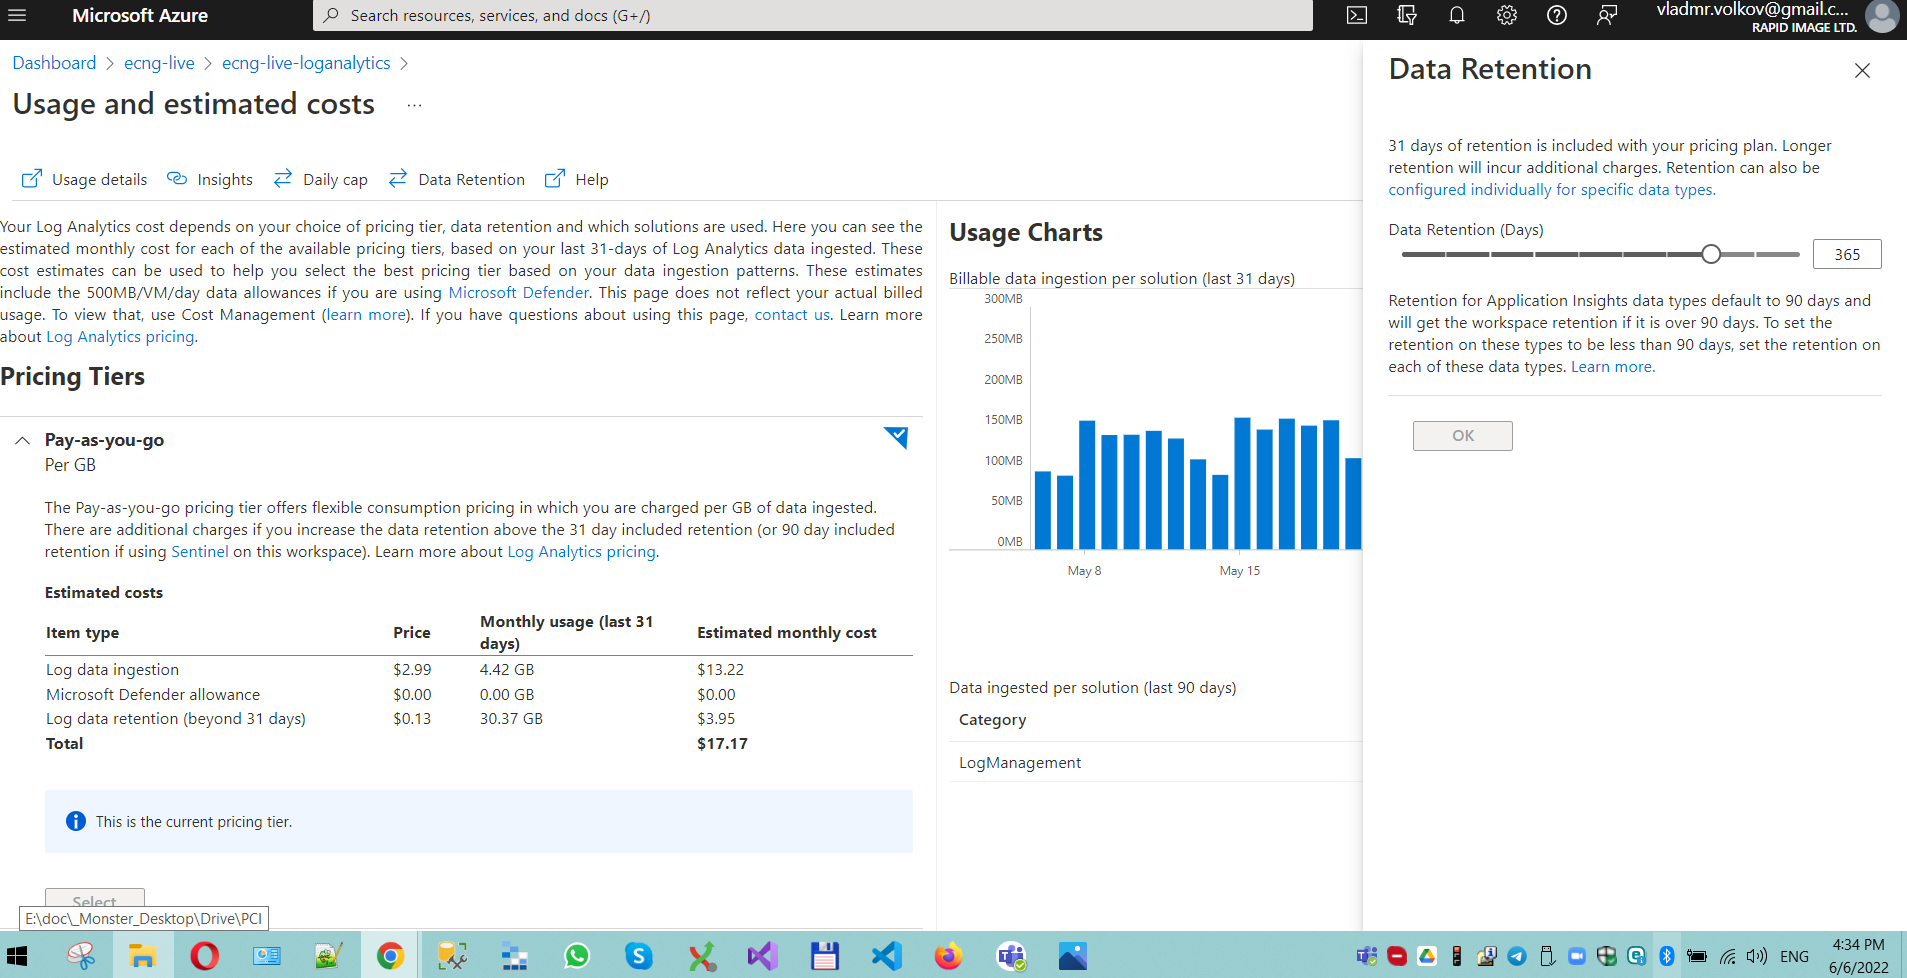 Microsoft Azure
Search resources, services, and docs (G+/)
vladmr.volkov@gmail.c...
RAPID IMAGE LTD.
Dashboard > ecng-live > ecng-live-loganalytics >
Usage and estimated costs ...
Usage details
Insights
Daily cap
Data Retention
Help
Your Log Analytics cost depends on your choice of pricing tier, data retention and which solutions are used. Here you can see the
estimated monthly cost for each of the available pricing tiers, based on your last 31-days of Log Analytics data ingested. These
cost estimates can be used to help you select the best pricing tier based on your data ingestion patterns. These estimates
include the 500MB/VM/day data allowances if you are using Microsoft Defender. This page does not reflect your actual billed
usage. To view that, use Cost Management (learn more). If you have questions about using this page, contact us. Learn more
about Log Analytics pricing.
Pricing Tiers
Pay-as-you-go
Per GB
The Pay-as-you-go pricing tier offers flexible consumption pricing in which you are charged per GB of data ingested.
There are additional charges if you increase the data retention above the 31 day included retention (or 90 day included
retention if using Sentinel on this workspace). Learn more about Log Analytics pricing.
Estimated costs
Item type Price Monthly usage (last 31 days) Estimated monthly cost
Log data ingestion $2.99 4.42 GB $13.22
Microsoft Defender allowance $0.00 0.00 GB $0.00
Log data retention (beyond 31 days) $0.13 30.37 GB $3.95
Total $17.17
This is the current pricing tier.
Select
E:\doc\_Monster_Desktop\Drive\PCI
Usage Charts
Billable data ingestion per solution (last 31 days)
300MB
250MB
200MB
150MB
100MB
50MB
0MB
May 8
May 15
Data ingested per solution (last 90 days)
Category
LogManagement
Data Retention
31 days of retention is included with your pricing plan. Longer
retention will incur additional charges. Retention can also be
configured individually for specific data types.
Data Retention (Days)
365
Retention for Application Insights data types default to 90 days and
will get the workspace retention if it is over 90 days. To set the
retention on these types to be less than 90 days, set the retention on
each of these data types. Learn more.
OK
ENG
4:34 PM
6/6/2022